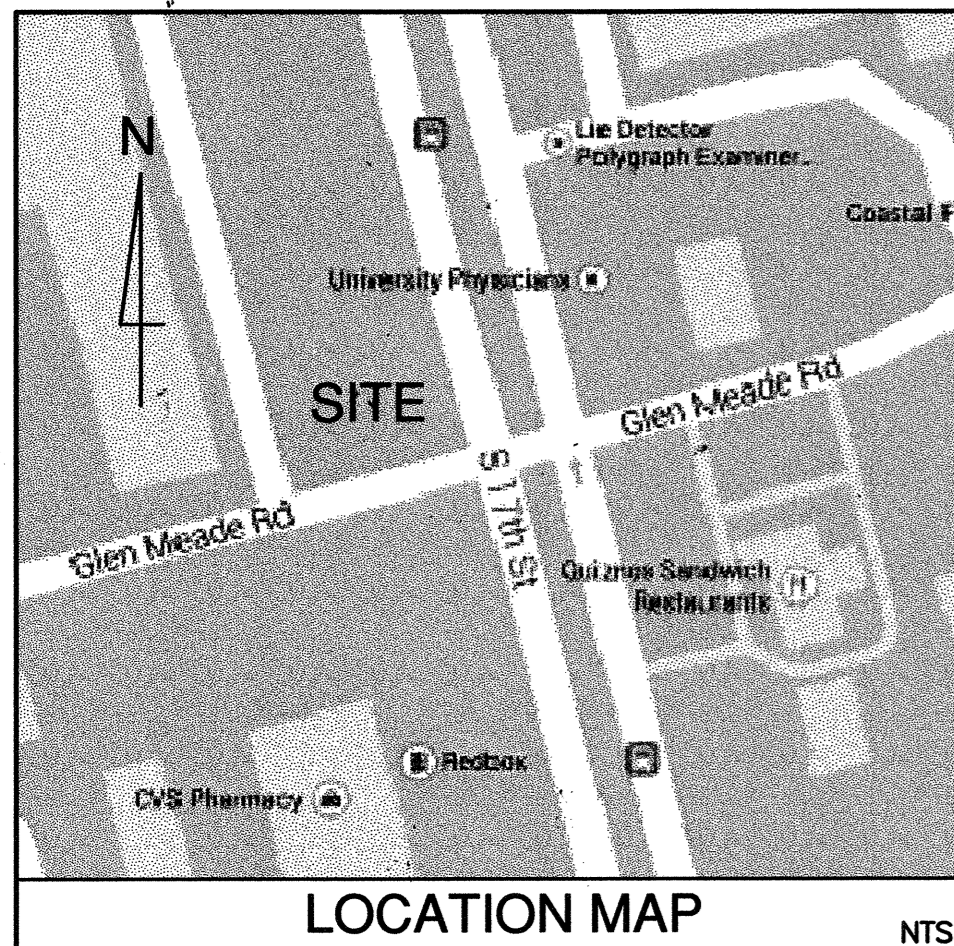 N
Lie Detector
Polygraph Examiner
Coastal F
University Physicians
SITE
Glen Meade Rd
S 17th St
Glen Meade Rd
Quiznos Sandwich
Restaurants
H
Redbox
CVS Pharmacy
LOCATION MAP
NTS